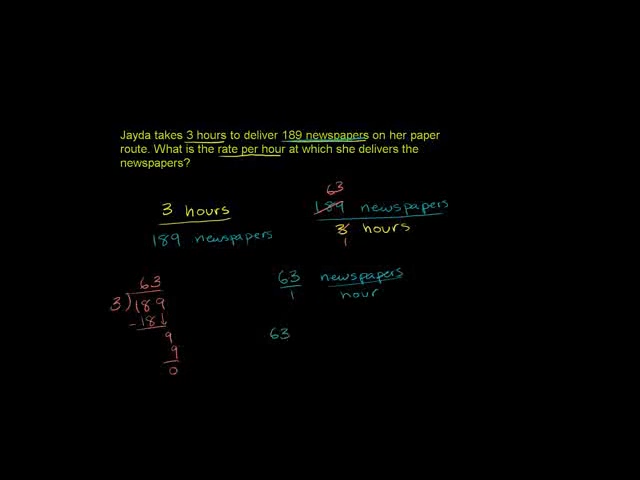 Jayda takes 3 hours to deliver 189 newspapers on her paper
route. What is the rate per hour at which she delivers the
newspapers?
3 hours
189 newspapers
63
189 newspapers
3 hours
1
63 newspapers
1 hour
63
3)189
-18↓
9
9
0
63